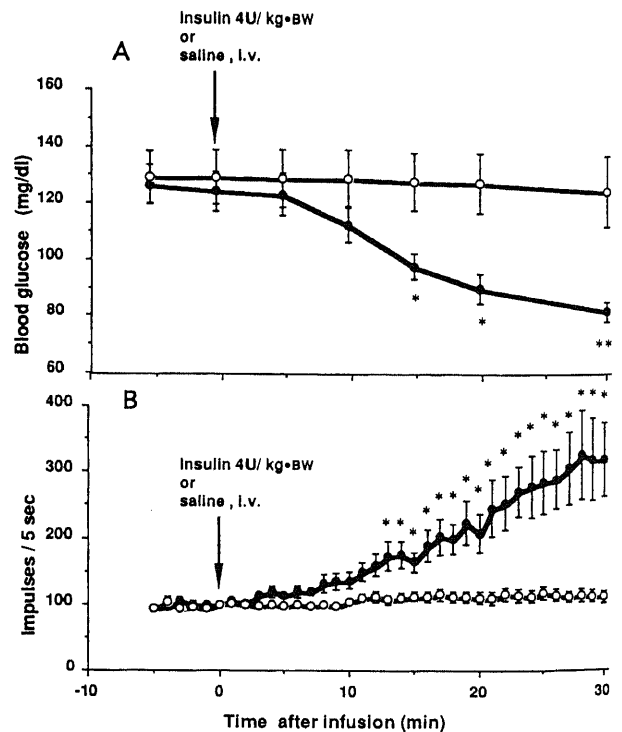 Insulin 4U/ kg•BW
or
saline , i.v.
A
160
140
120
100
80
60
Blood glucose (mg/dl)
*
*
**
B
Insulin 4U/ kg•BW
or
saline , i.v.
400
300
200
100
0
Impulses / 5 sec
* * * * * * * * * * * * * * * * * *
-10
0
10
20
30
Time after infusion (min)